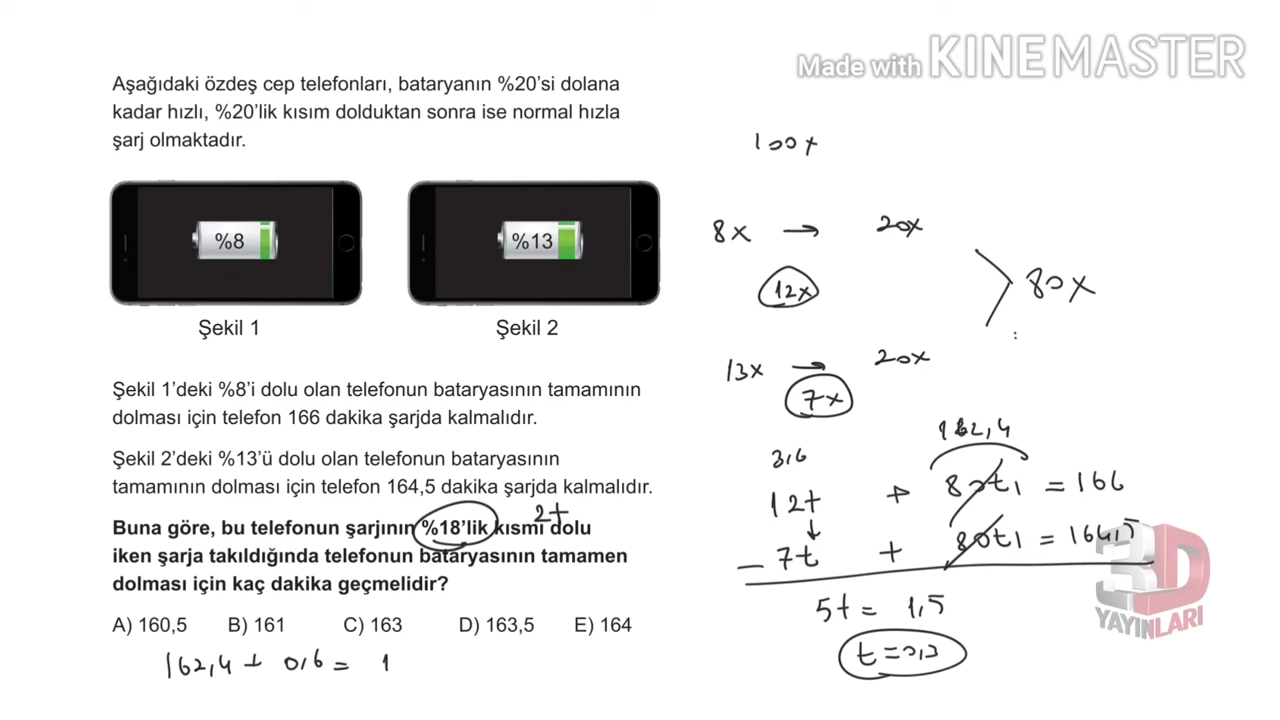 Made with KINEMASTER
Aşağıdaki özdeş cep telefonları, bataryanın %20'si dolana
kadar hızlı, %20'lik kısım dolduktan sonra ise normal hızla
şarj olmaktadır.
%8
%13
Şekil 1
Şekil 2
Şekil 1'deki %8'i dolu olan telefonun bataryasının tamamının
dolması için telefon 166 dakika şarjda kalmalıdır.
Şekil 2'deki %13'ü dolu olan telefonun bataryasının
tamamının dolması için telefon 164,5 dakika şarjda kalmalıdır.
Buna göre, bu telefonun şarjının %18'lik kısmı dolu
iken şarja takıldığında telefonun bataryasının tamamen
dolması için kaç dakika geçmelidir?
A) 160,5 B) 161 C) 163 D) 163,5 E) 164
2t
162,4 + 0,6 = 1
100x
8x → 20x
12x
80x
13x → 20x
7x
3,6 162,4
12t + 80t1 = 166
7t + 80t1 = 164,5
5t = 1,5
t = 0,3
3D
YAYINLARI